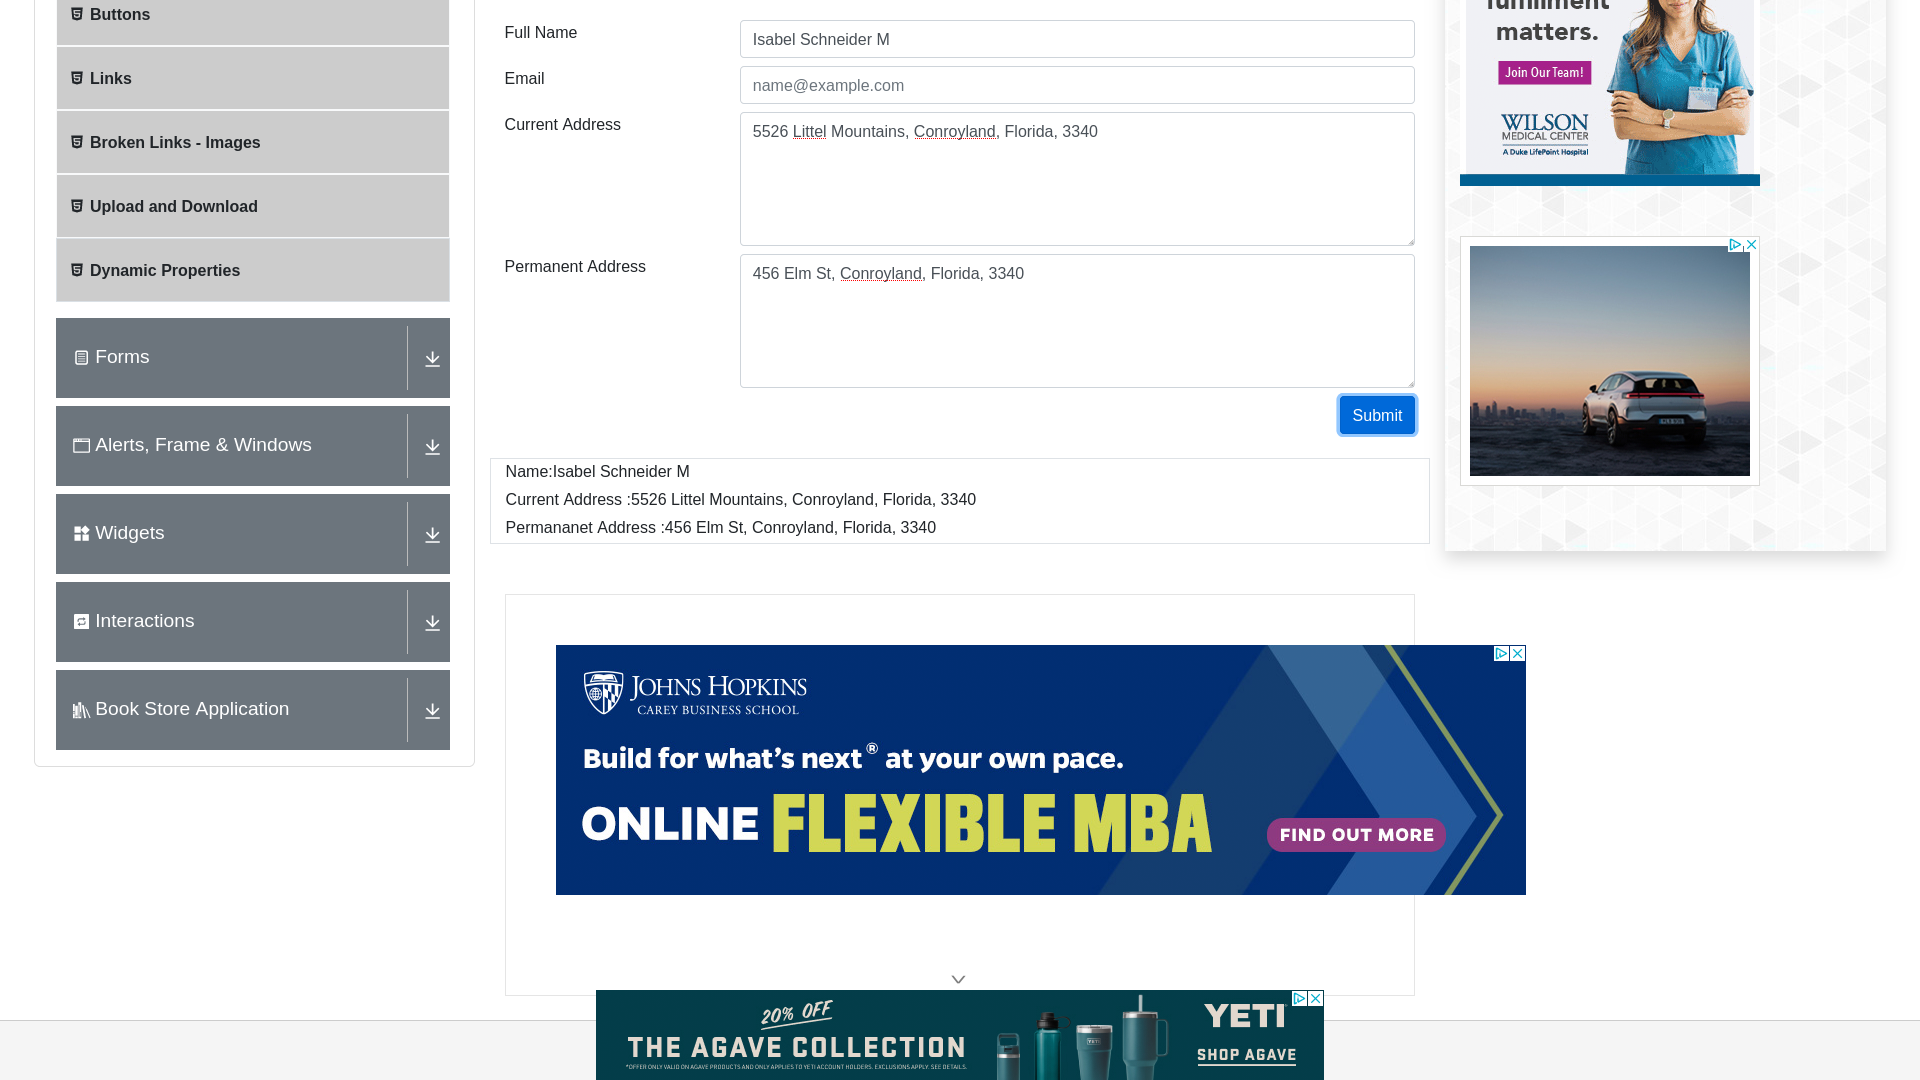 Buttons
Links
Broken Links - Images
Upload and Download
Dynamic Properties
Forms
Alerts, Frame & Windows
Widgets
Interactions
Book Store Application
Full Name
Isabel Schneider M
Email
name@example.com
Current Address
5526 Littel Mountains, Conroyland, Florida, 3340
Permanent Address
456 Elm St, Conroyland, Florida, 3340
Submit
Name:Isabel Schneider M
Current Address :5526 Littel Mountains, Conroyland, Florida, 3340
Permananet Address :456 Elm St, Conroyland, Florida, 3340
fulfillment
matters.
Join Our Team!
WILSON
MEDICAL CENTER
A Duke LifePoint Hospital
JOHNS HOPKINS
CAREY BUSINESS SCHOOL
Build for what's next® at your own pace.
ONLINE FLEXIBLE MBA
FIND OUT MORE
20% OFF
THE AGAVE COLLECTION
*OFFER ONLY VALID ON AGAVE PRODUCTS AND ONLY APPLIES TO YETI ACCOUNT HOLDERS. EXCLUSIONS APPLY. SEE DETAILS.
YETI
SHOP AGAVE